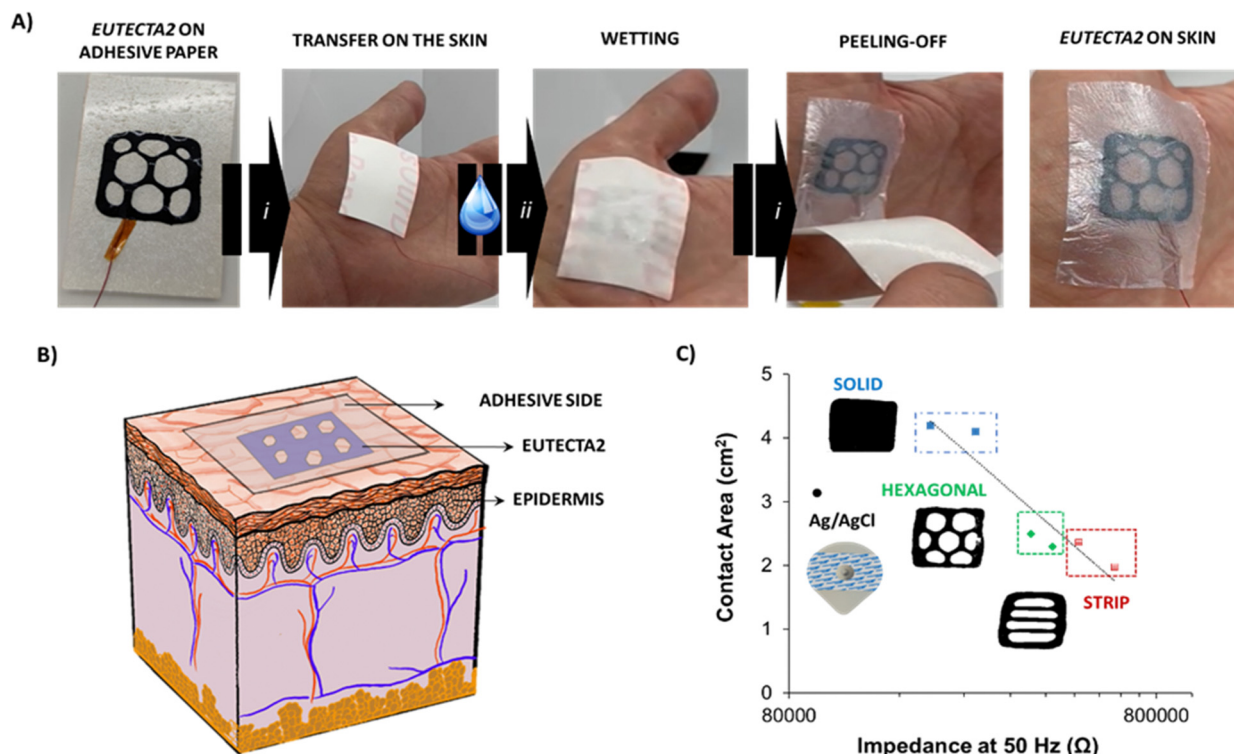 A)
EUTECTA2 ON
ADHESIVE PAPER
TRANSFER ON THE SKIN
WETTING
PEELING-OFF
EUTECTA2 ON SKIN
i
ii
i
B)
ADHESIVE SIDE
EUTECTA2
EPIDERMIS
C)
Contact Area (cm²)
5
4
3
2
1
0
SOLID
HEXAGONAL
Ag/AgCl
STRIP
80000
800000
Impedance at 50 Hz (Ω)